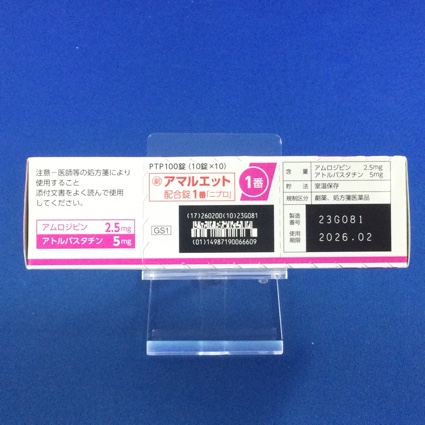 注意－医師等の処方箋により
使用すること
添付文書をよく読んで使用
してください。
アムロジピン 2.5mg
アトルバスタチン 5mg
PTP100錠 (10錠×10)
劇 アマルエット
配合錠1番「ニプロ」
1番
GS1
(17)260200(10)23G081
(01)14987190066609
含量 アムロジピン 2.5mg
アトルバスタチン 5mg
貯法 室温保存
規制区分 劇薬、処方箋医薬品
製造番号 23G081
使用期限 2026.02